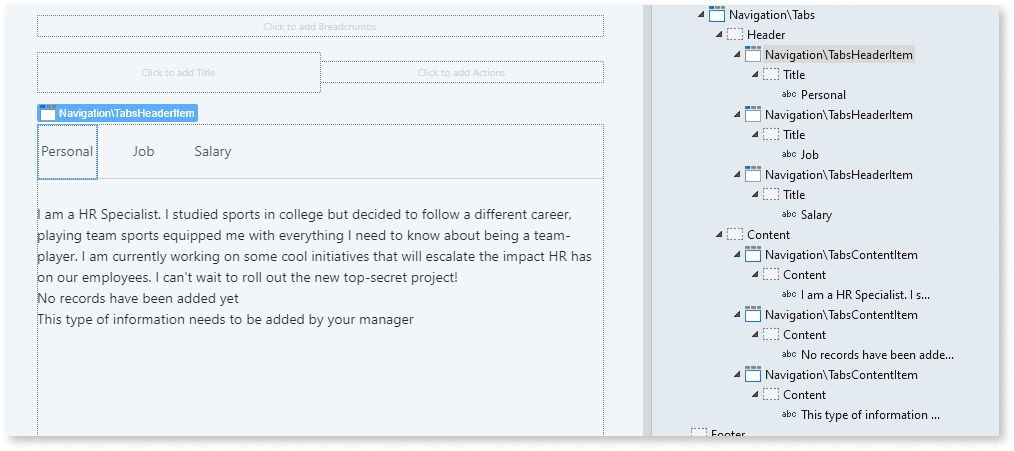 Click to add Breadcrumbs
Click to add Title
Click to add Actions
Navigation\TabsHeaderItem
Personal
Job
Salary
I am a HR Specialist. I studied sports in college but decided to follow a different career,
playing team sports equipped me with everything I need to know about being a team-
player. I am currently working on some cool initiatives that will escalate the impact HR has
on our employees. I can't wait to roll out the new top-secret project!
No records have been added yet
This type of information needs to be added by your manager
Navigation\Tabs
Header
Navigation\TabsHeaderItem
Title
abc Personal
Navigation\TabsHeaderItem
Title
abc Job
Navigation\TabsHeaderItem
Title
abc Salary
Content
Navigation\TabsContentItem
Content
abc I am a HR Specialist. I s...
Navigation\TabsContentItem
Content
abc No records have been adde...
Navigation\TabsContentItem
Content
abc This type of information ...
Footer